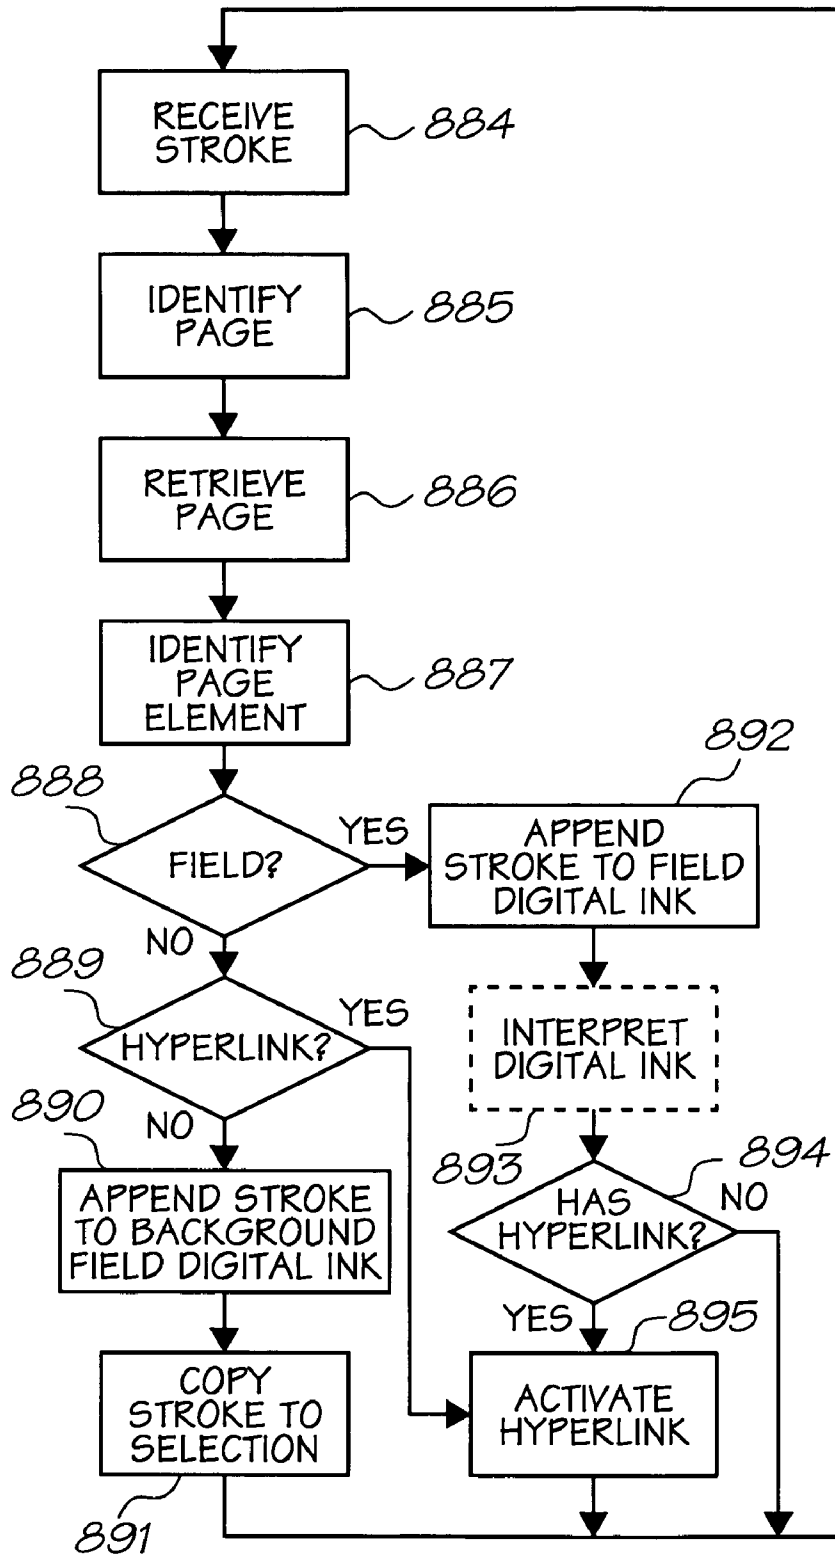 RECEIVE
STROKE
884
IDENTIFY
PAGE
885
RETRIEVE
PAGE
886
IDENTIFY
PAGE
ELEMENT
887
888
FIELD?
YES
NO
892
APPEND
STROKE TO FIELD
DIGITAL INK
889
HYPERLINK?
YES
NO
INTERPRET
DIGITAL INK
893
890
APPEND STROKE
TO BACKGROUND
FIELD DIGITAL INK
894
HAS
HYPERLINK?
NO
YES
895
COPY
STROKE TO
SELECTION
891
ACTIVATE
HYPERLINK